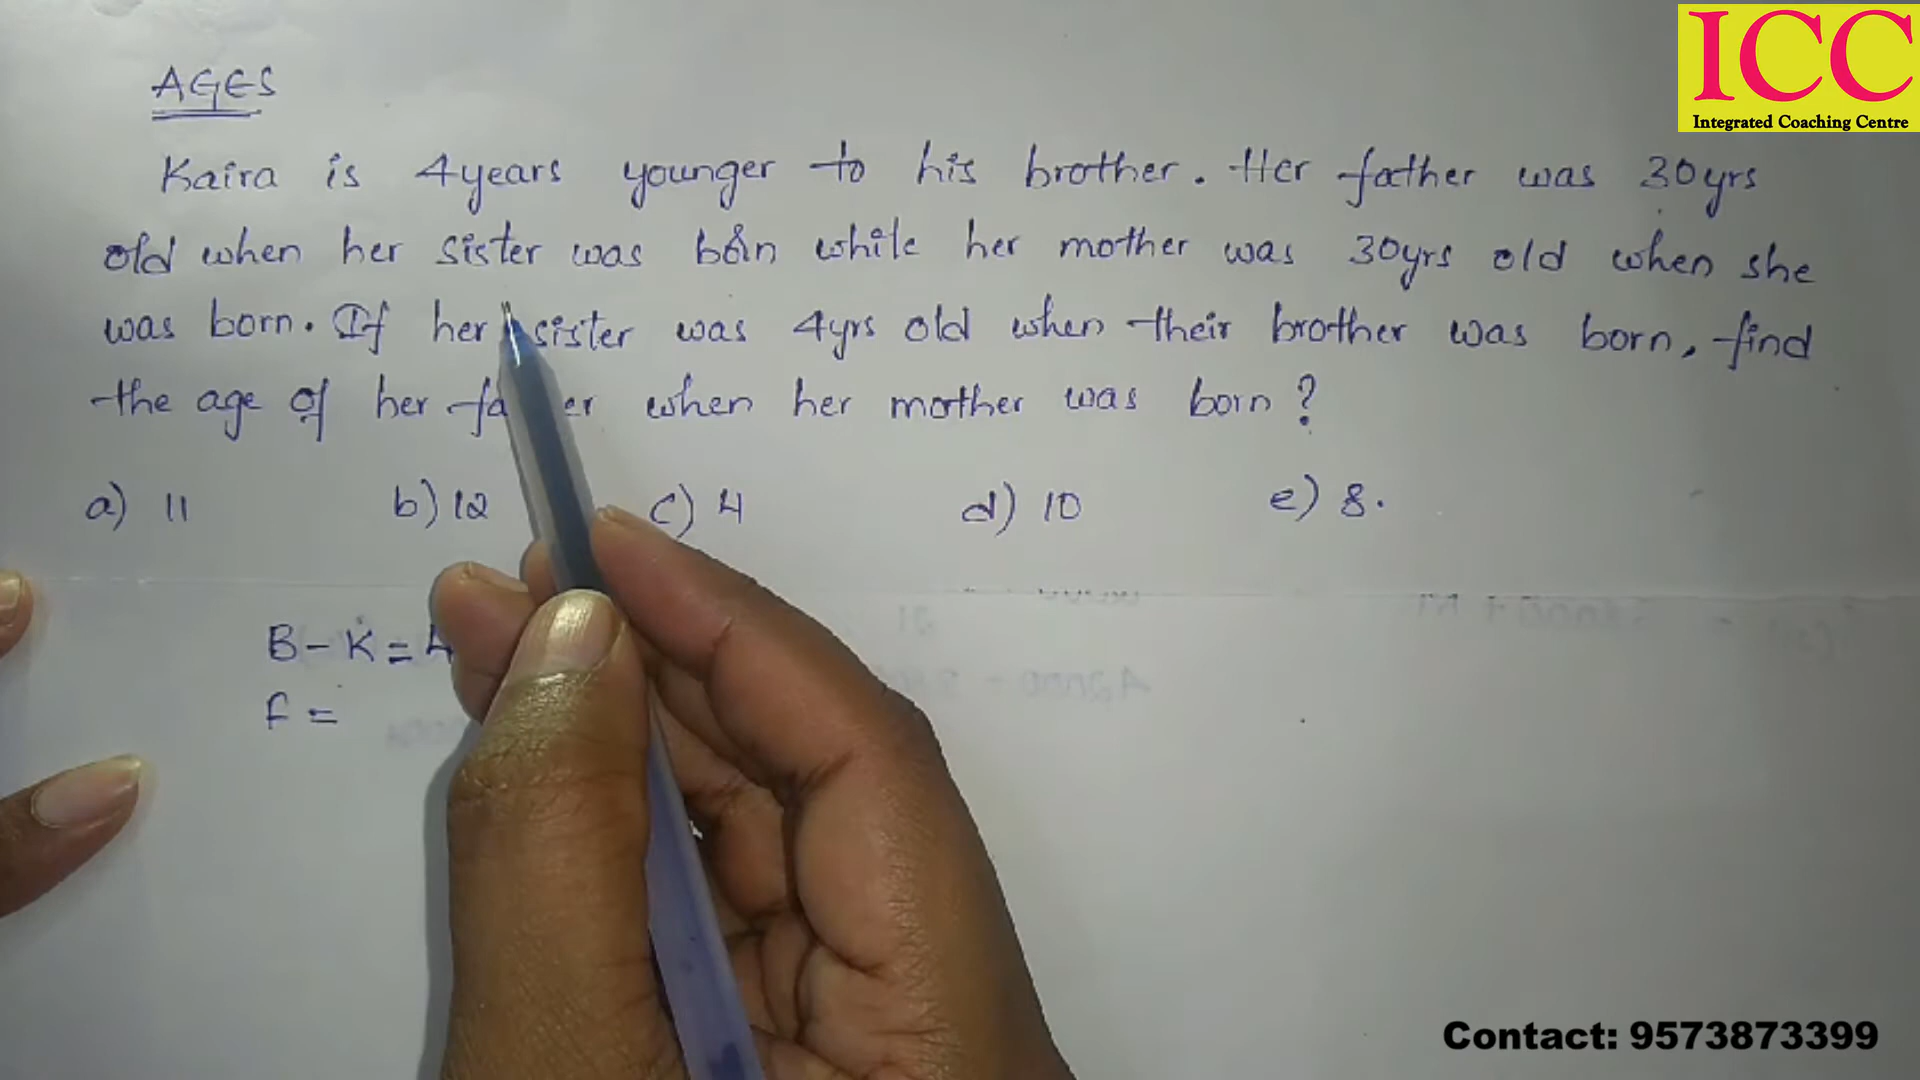 ICC
Integrated Coaching Centre
AGES
Kaira is 4years younger to his brother. Her father was 30yrs
old when her sister was born while her mother was 30yrs old when she
was born. If her sister was 4yrs old when their brother was born, find
the age of her when her mother was born?
a) 11 b) 12 c) 4 d) 10 e) 8.
B - K = 4
F =
Contact: 9573873399